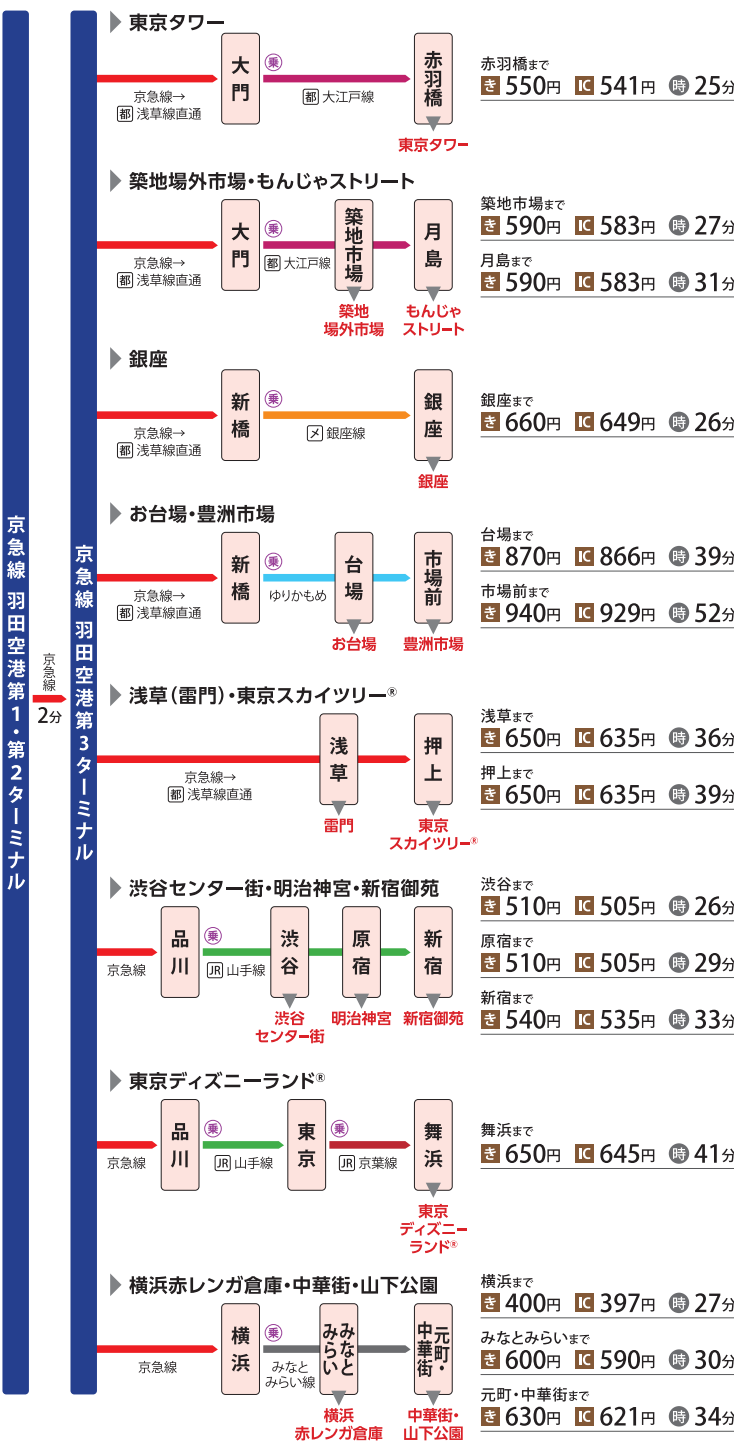 京急線 羽田空港第1・第2ターミナル
京急線
2分
京急線 羽田空港第3ターミナル
東京タワー
京急線→
都 浅草線直通
大門
乗
都 大江戸線
赤羽橋
東京タワー
赤羽橋まで
き 550円 IC 541円 時 25分
築地場外市場・もんじゃストリート
京急線→
都 浅草線直通
大門
乗
都 大江戸線
築地市場
築地
場外市場
月島
もんじゃ
ストリート
築地市場まで
き 590円 IC 583円 時 27分
月島まで
き 590円 IC 583円 時 31分
銀座
京急線→
都 浅草線直通
新橋
乗
メ 銀座線
銀座
銀座
銀座まで
き 660円 IC 649円 時 26分
お台場・豊洲市場
京急線→
都 浅草線直通
新橋
乗
ゆりかもめ
台場
お台場
市場前
豊洲市場
台場まで
き 870円 IC 866円 時 39分
市場前まで
き 940円 IC 929円 時 52分
浅草(雷門)・東京スカイツリー®
京急線→
都 浅草線直通
浅草
雷門
押上
東京
スカイツリー®
浅草まで
き 650円 IC 635円 時 36分
押上まで
き 650円 IC 635円 時 39分
渋谷センター街・明治神宮・新宿御苑
京急線
品川
乗
JR 山手線
渋谷
渋谷
センター街
原宿
明治神宮
新宿
新宿御苑
渋谷まで
き 510円 IC 505円 時 26分
原宿まで
き 510円 IC 505円 時 29分
新宿まで
き 540円 IC 535円 時 33分
東京ディズニーランド®
京急線
品川
乗
JR 山手線
東京
乗
JR 京葉線
舞浜
東京
ディズニー
ランド®
舞浜まで
き 650円 IC 645円 時 41分
横浜赤レンガ倉庫・中華街・山下公園
京急線
横浜
乗
みなと
みらい線
みなと
みらい
横浜
赤レンガ倉庫
元町・
中華街
中華街・
山下公園
横浜まで
き 400円 IC 397円 時 27分
みなとみらいまで
き 600円 IC 590円 時 30分
元町・中華街まで
き 630円 IC 621円 時 34分